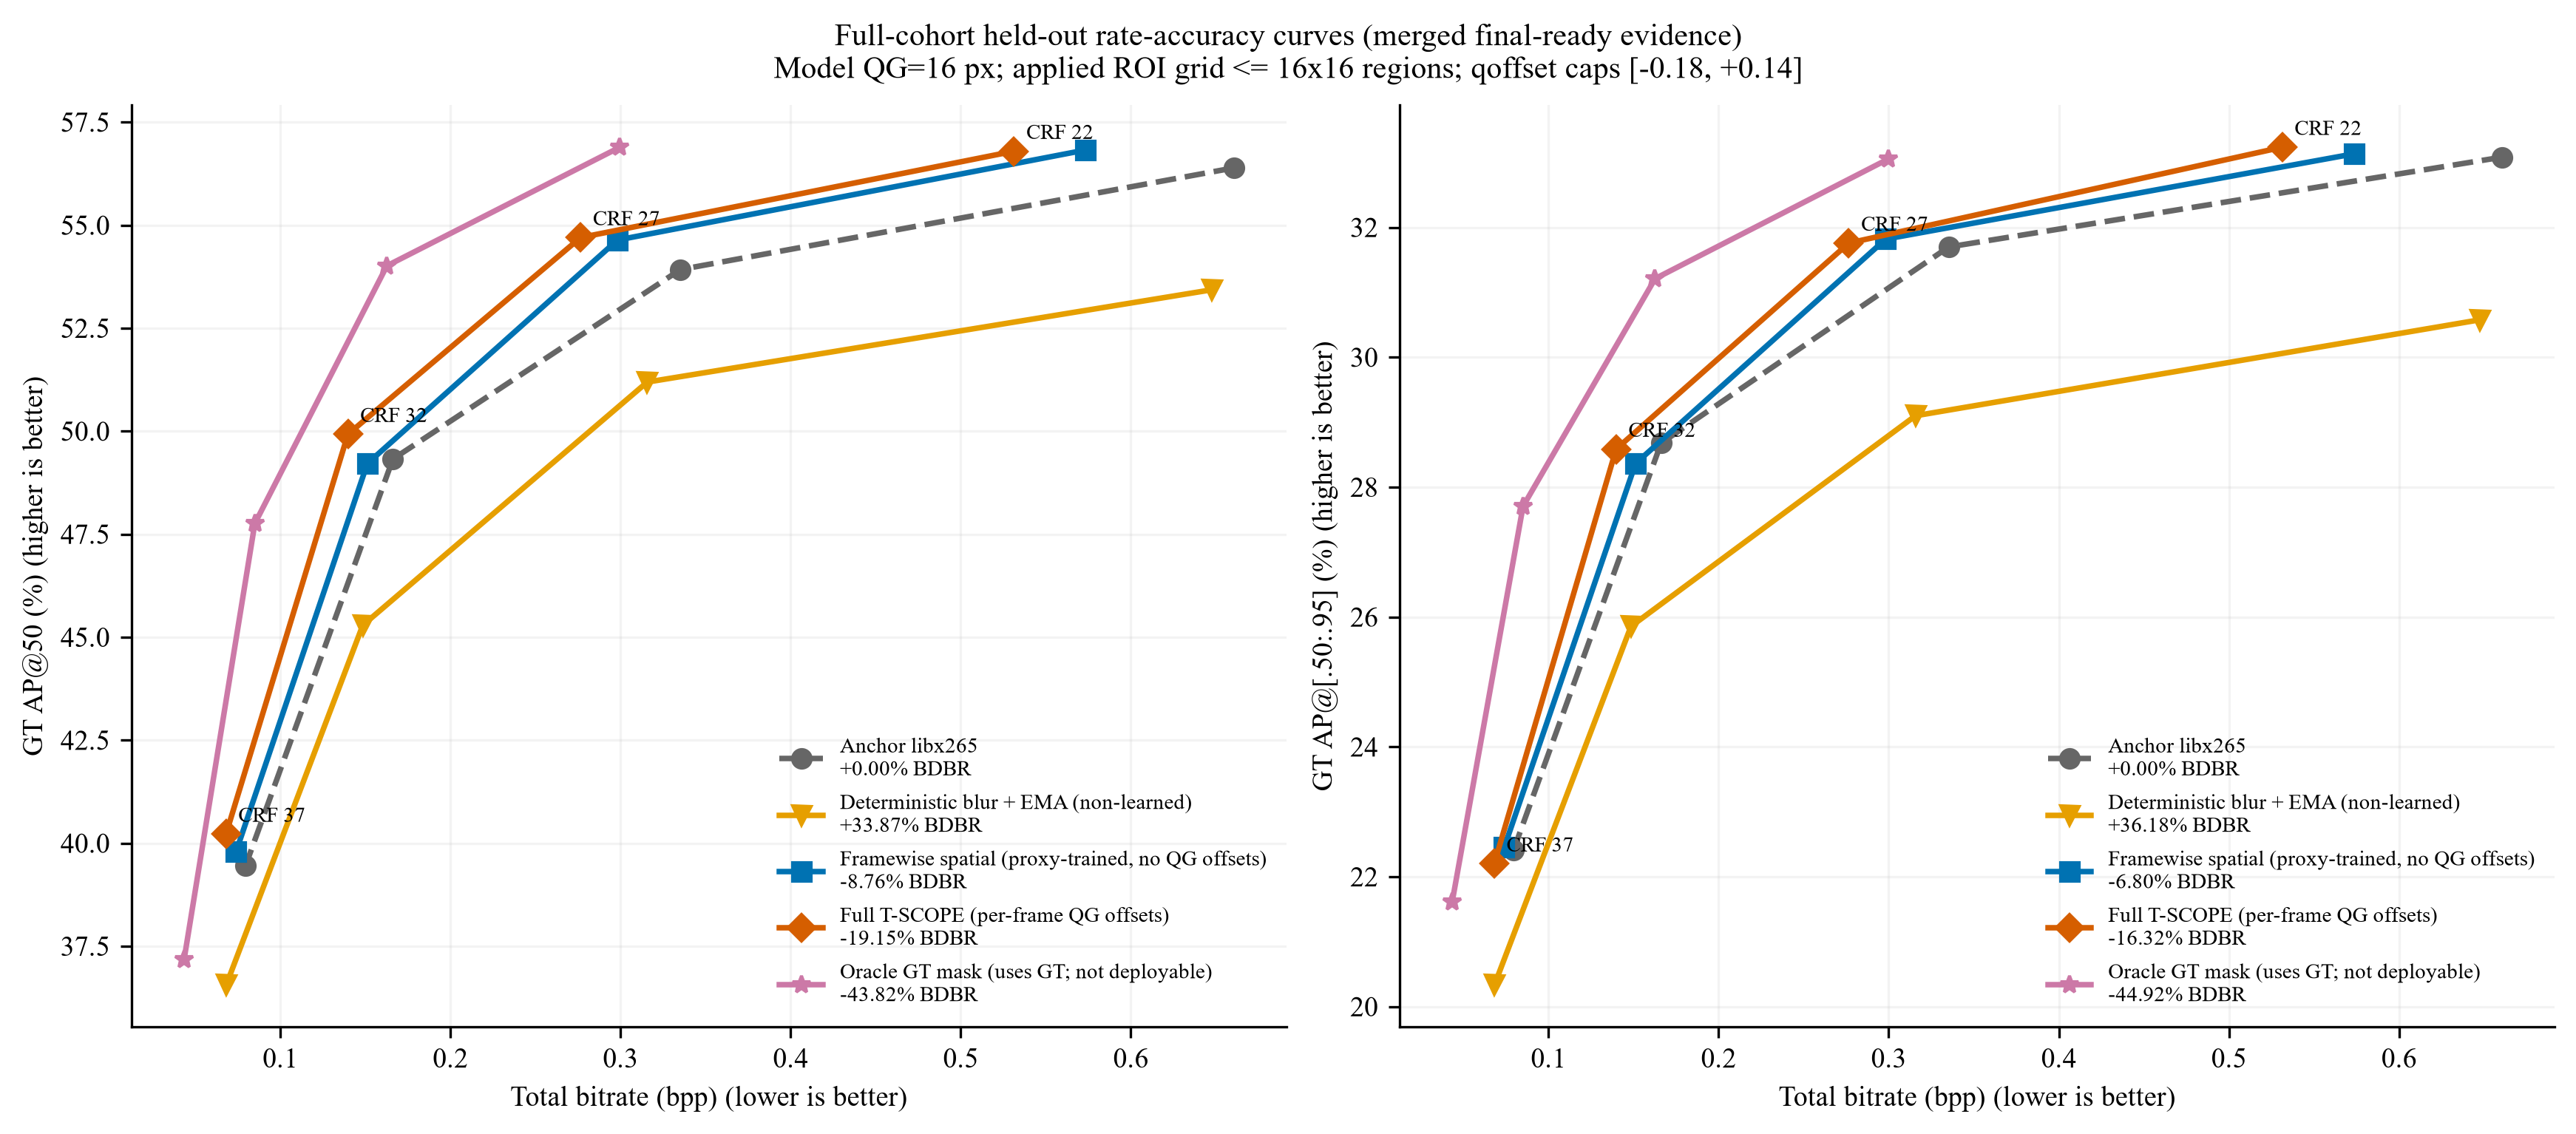 Full-cohort held-out rate-accuracy curves (merged final-ready evidence)
Model QG=16 px; applied ROI grid <= 16x16 regions; qoffset caps [-0.18, +0.14]
GT AP@50 (%) (higher is better)
57.5
55.0
52.5
50.0
47.5
45.0
42.5
40.0
37.5
CRF 22
CRF 27
CRF 32
CRF 37
Anchor libx265
+0.00% BDBR
Deterministic blur + EMA (non-learned)
+33.87% BDBR
Framewise spatial (proxy-trained, no QG offsets)
-8.76% BDBR
Full T-SCOPE (per-frame QG offsets)
-19.15% BDBR
Oracle GT mask (uses GT; not deployable)
-43.82% BDBR
0.1 0.2 0.3 0.4 0.5 0.6
Total bitrate (bpp) (lower is better)
GT AP@[.50:.95] (%) (higher is better)
32
30
28
26
24
22
20
CRF 22
CRF 27
CRF 32
CRF 37
Anchor libx265
+0.00% BDBR
Deterministic blur + EMA (non-learned)
+36.18% BDBR
Framewise spatial (proxy-trained, no QG offsets)
-6.80% BDBR
Full T-SCOPE (per-frame QG offsets)
-16.32% BDBR
Oracle GT mask (uses GT; not deployable)
-44.92% BDBR
0.1 0.2 0.3 0.4 0.5 0.6
Total bitrate (bpp) (lower is better)